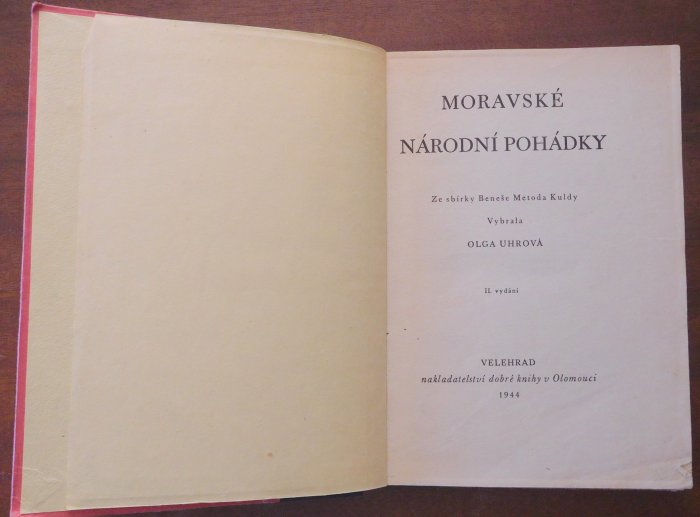 MORAVSKÉ
NÁRODNÍ POHÁDKY
Ze sbírky Beneše Metoda Kuldy
Vybrala
OLGA UHROVÁ
II. vydání
VELEHRAD
nakladatelství dobré knihy v Olomouci
1944